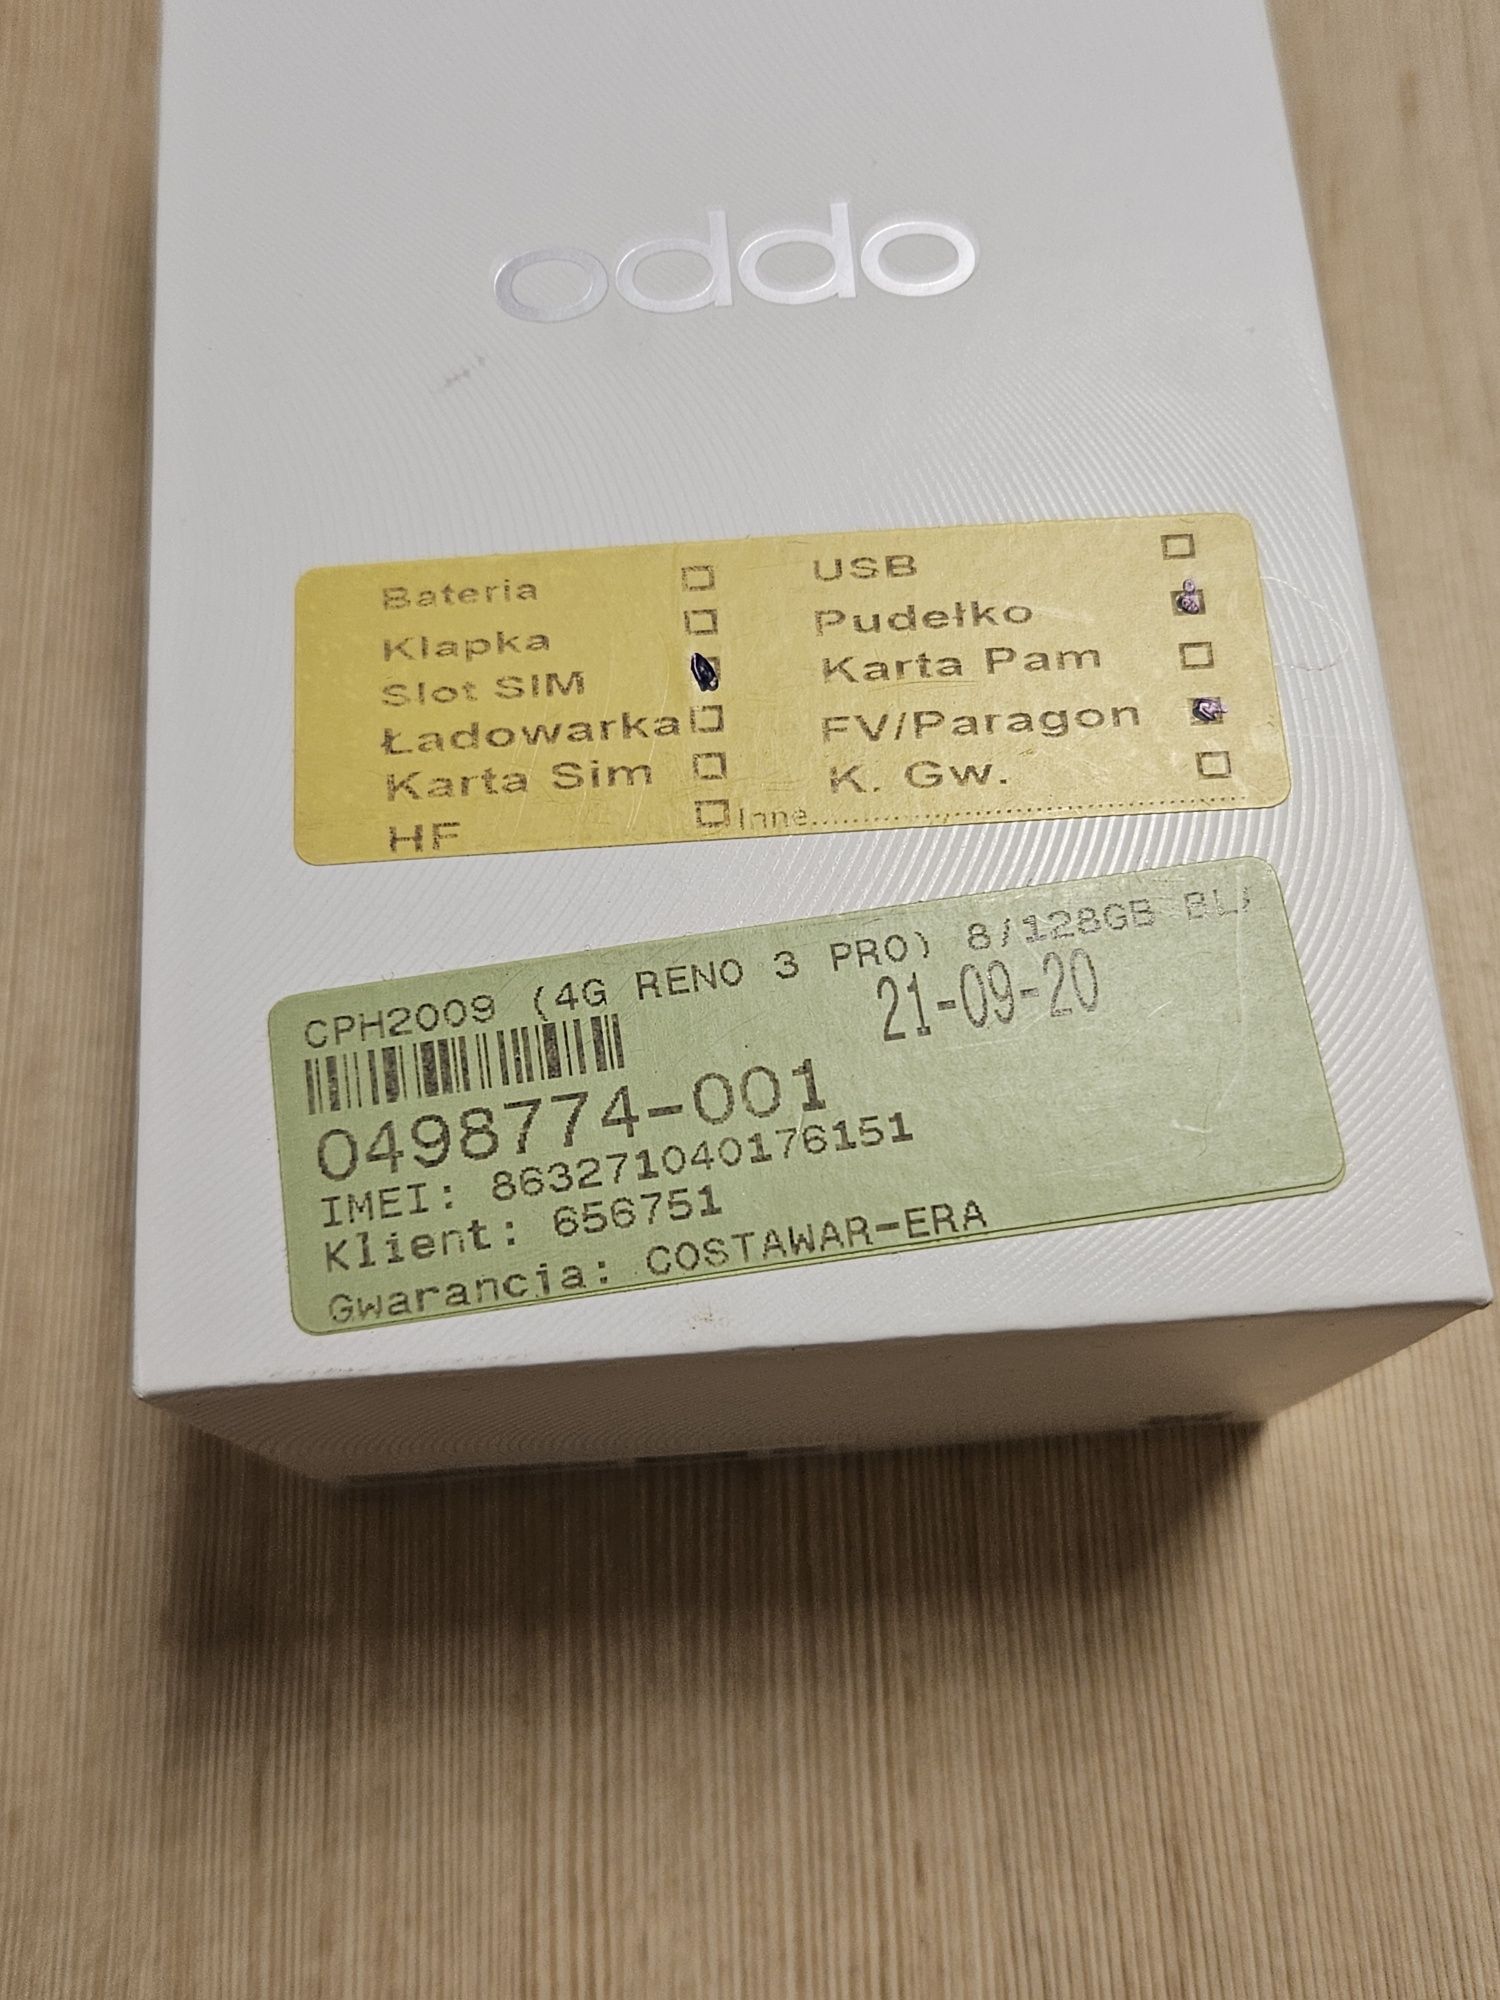 oppo
Bateria USB
Klapka Pudełko
Slot SIM Karta Pam
Ładowarka FV/Paragon
Karta Sim K. Gw.
HF Inne........................................
CPH2009 (4G RENO 3 PRO) 8/128GB BL
21-09-20
0498774-001
IMEI: 863271040176151
Klient: 656751
Gwarancia: COSTAWAR-ERA